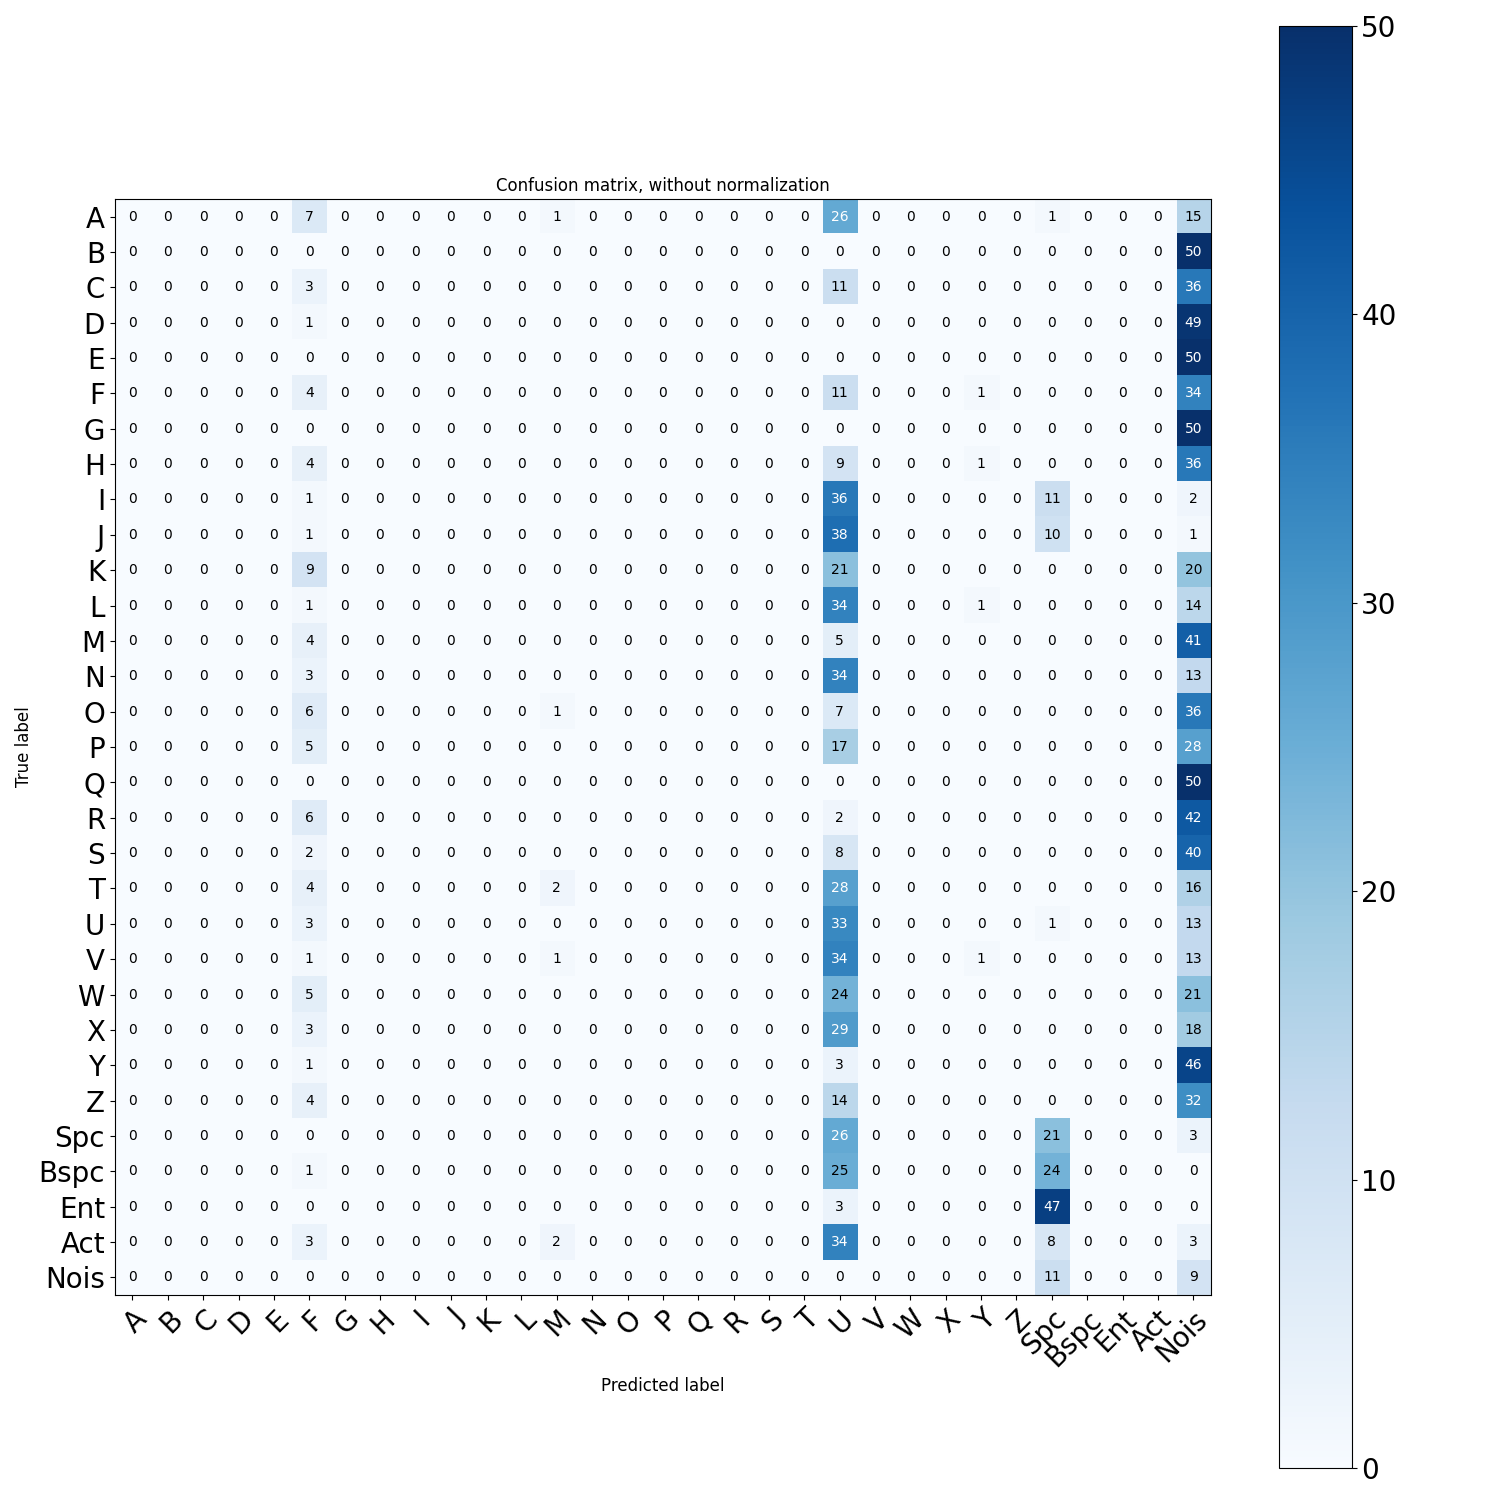 Confusion matrix, without normalization
A 0 0 0 0 0 7 0 0 0 0 0 0 1 0 0 0 0 0 0 0 26 0 0 0 0 0 1 0 0 0 15
B 0 0 0 0 0 0 0 0 0 0 0 0 0 0 0 0 0 0 0 0 0 0 0 0 0 0 0 0 0 0 50
C 0 0 0 0 0 3 0 0 0 0 0 0 0 0 0 0 0 0 0 0 11 0 0 0 0 0 0 0 0 0 36
D 0 0 0 0 0 1 0 0 0 0 0 0 0 0 0 0 0 0 0 0 0 0 0 0 0 0 0 0 0 0 49
E 0 0 0 0 0 0 0 0 0 0 0 0 0 0 0 0 0 0 0 0 0 0 0 0 0 0 0 0 0 0 50
F 0 0 0 0 0 4 0 0 0 0 0 0 0 0 0 0 0 0 0 0 11 0 0 0 1 0 0 0 0 0 34
G 0 0 0 0 0 0 0 0 0 0 0 0 0 0 0 0 0 0 0 0 0 0 0 0 0 0 0 0 0 0 50
H 0 0 0 0 0 4 0 0 0 0 0 0 0 0 0 0 0 0 0 0 9 0 0 0 1 0 0 0 0 0 36
I 0 0 0 0 0 1 0 0 0 0 0 0 0 0 0 0 0 0 0 0 36 0 0 0 0 0 11 0 0 0 2
J 0 0 0 0 0 1 0 0 0 0 0 0 0 0 0 0 0 0 0 0 38 0 0 0 0 0 10 0 0 0 1
K 0 0 0 0 0 9 0 0 0 0 0 0 0 0 0 0 0 0 0 0 21 0 0 0 0 0 0 0 0 0 20
L 0 0 0 0 0 1 0 0 0 0 0 0 0 0 0 0 0 0 0 0 34 0 0 0 1 0 0 0 0 0 14
M 0 0 0 0 0 4 0 0 0 0 0 0 0 0 0 0 0 0 0 0 5 0 0 0 0 0 0 0 0 0 41
N 0 0 0 0 0 3 0 0 0 0 0 0 0 0 0 0 0 0 0 0 34 0 0 0 0 0 0 0 0 0 13
O 0 0 0 0 0 6 0 0 0 0 0 0 1 0 0 0 0 0 0 0 7 0 0 0 0 0 0 0 0 0 36
P 0 0 0 0 0 5 0 0 0 0 0 0 0 0 0 0 0 0 0 0 17 0 0 0 0 0 0 0 0 0 28
Q 0 0 0 0 0 0 0 0 0 0 0 0 0 0 0 0 0 0 0 0 0 0 0 0 0 0 0 0 0 0 50
R 0 0 0 0 0 6 0 0 0 0 0 0 0 0 0 0 0 0 0 0 2 0 0 0 0 0 0 0 0 0 42
S 0 0 0 0 0 2 0 0 0 0 0 0 0 0 0 0 0 0 0 0 8 0 0 0 0 0 0 0 0 0 40
T 0 0 0 0 0 4 0 0 0 0 0 0 2 0 0 0 0 0 0 0 28 0 0 0 0 0 0 0 0 0 16
U 0 0 0 0 0 3 0 0 0 0 0 0 0 0 0 0 0 0 0 0 33 0 0 0 0 0 1 0 0 0 13
V 0 0 0 0 0 1 0 0 0 0 0 0 1 0 0 0 0 0 0 0 34 0 0 0 1 0 0 0 0 0 13
W 0 0 0 0 0 5 0 0 0 0 0 0 0 0 0 0 0 0 0 0 24 0 0 0 0 0 0 0 0 0 21
X 0 0 0 0 0 3 0 0 0 0 0 0 0 0 0 0 0 0 0 0 29 0 0 0 0 0 0 0 0 0 18
Y 0 0 0 0 0 1 0 0 0 0 0 0 0 0 0 0 0 0 0 0 3 0 0 0 0 0 0 0 0 0 46
Z 0 0 0 0 0 4 0 0 0 0 0 0 0 0 0 0 0 0 0 0 14 0 0 0 0 0 0 0 0 0 32
Spc 0 0 0 0 0 0 0 0 0 0 0 0 0 0 0 0 0 0 0 0 26 0 0 0 0 0 21 0 0 0 3
Bspc 0 0 0 0 0 1 0 0 0 0 0 0 0 0 0 0 0 0 0 0 25 0 0 0 0 0 24 0 0 0 0
Ent 0 0 0 0 0 0 0 0 0 0 0 0 0 0 0 0 0 0 0 0 3 0 0 0 0 0 47 0 0 0 0
Act 0 0 0 0 0 3 0 0 0 0 0 0 2 0 0 0 0 0 0 0 34 0 0 0 0 0 8 0 0 0 3
Nois 0 0 0 0 0 0 0 0 0 0 0 0 0 0 0 0 0 0 0 0 0 0 0 0 0 0 11 0 0 0 9
A B C D E F G H I J K L M N O P Q R S T U V W X Y Z Spc Bspc Ent Act Nois
Predicted label
True label
50
40
30
20
10
0